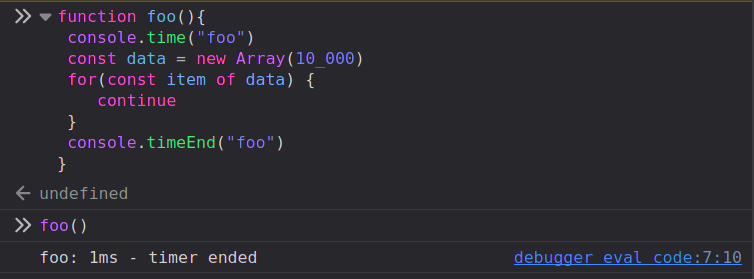 function foo(){
console.time("foo")
const data = new Array(10_000)
for(const item of data) {
continue
}
console.timeEnd("foo")
}
undefined
foo()
foo: 1ms - timer ended debugger eval code:7:10